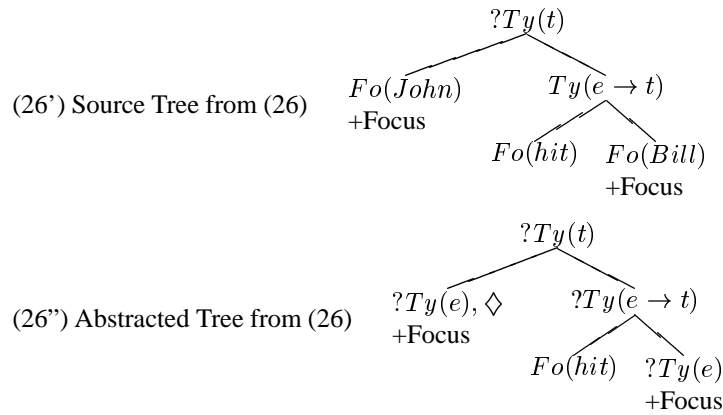 ?Ty(t)
(26') Source Tree from (26)
Fo(John)
+Focus
Ty(e → t)
Fo(hit)
Fo(Bill)
+Focus
?Ty(t)
(26") Abstracted Tree from (26)
?Ty(e), ◇
+Focus
?Ty(e → t)
Fo(hit)
?Ty(e)
+Focus